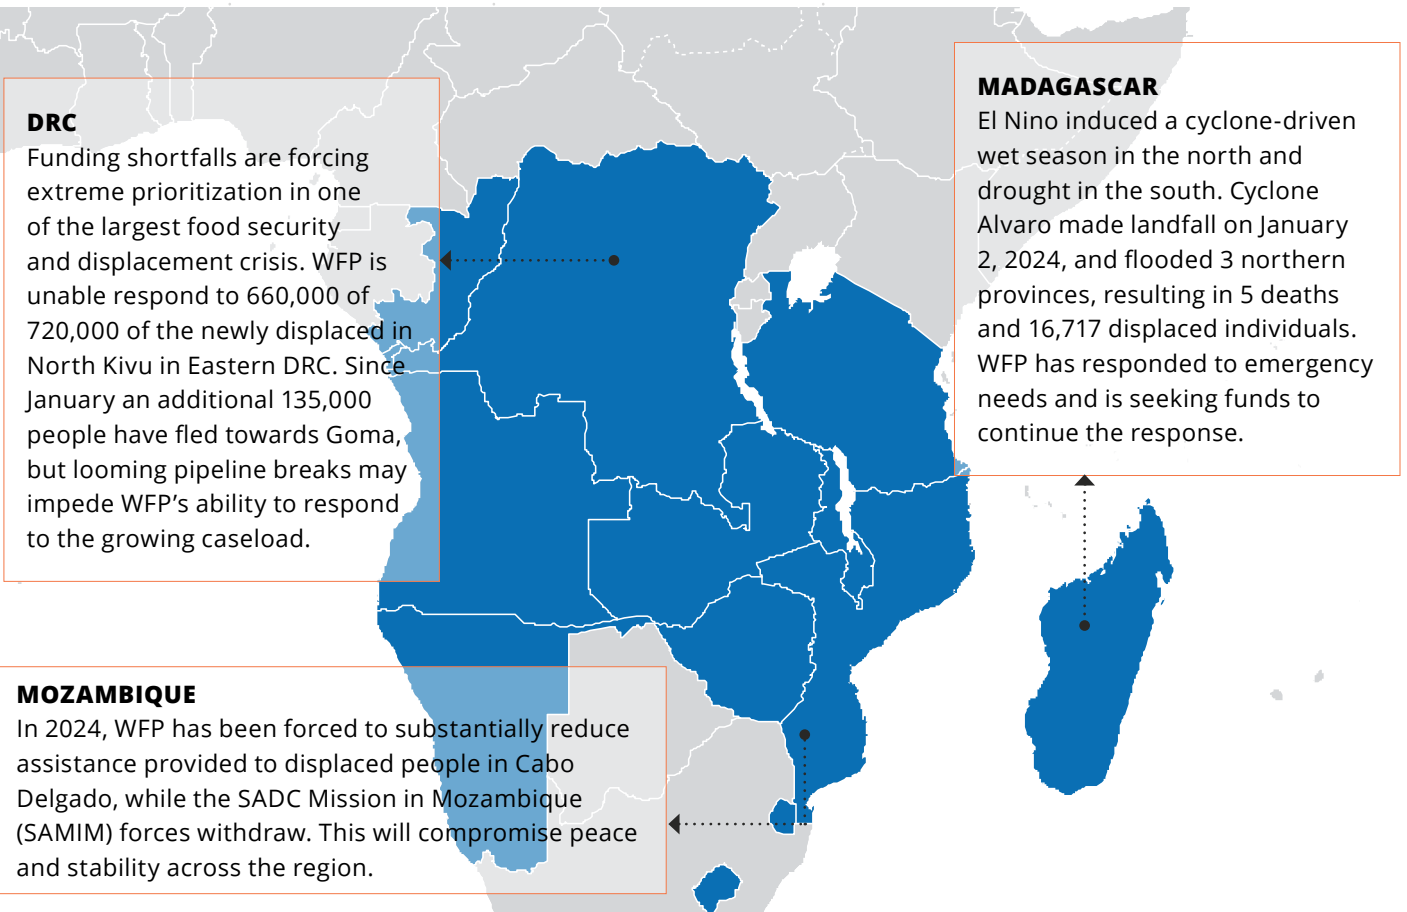 DRC
Funding shortfalls are forcing
extreme prioritization in one
of the largest food security
and displacement crisis. WFP is
unable respond to 660,000 of
720,000 of the newly displaced in
North Kivu in Eastern DRC. Since
January an additional 135,000
people have fled towards Goma,
but looming pipeline breaks may
impede WFP’s ability to respond
to the growing caseload.
MADAGASCAR
El Nino induced a cyclone-driven
wet season in the north and
drought in the south. Cyclone
Alvaro made landfall on January
2, 2024, and flooded 3 northern
provinces, resulting in 5 deaths
and 16,717 displaced individuals.
WFP has responded to emergency
needs and is seeking funds to
continue the response.
MOZAMBIQUE
In 2024, WFP has been forced to substantially reduce
assistance provided to displaced people in Cabo
Delgado, while the SADC Mission in Mozambique
(SAMIM) forces withdraw. This will compromise peace
and stability across the region.